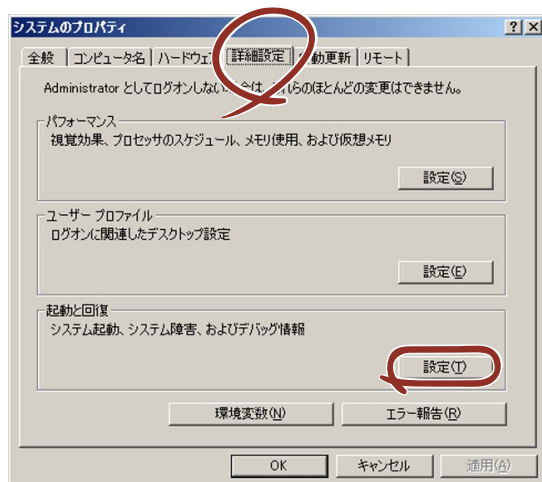 システムのプロパティ
全般 コンピュータ名 詳細設定 リモート
Administrator としてログオンしない
らのほとんどの変更はできません。
パフォーマンス
視覚効果、プロセッサのスケジュール、メモリ使用、および仮想メモリ
設定(S)
ユーザー プロファイル
ログオンに関連したデスクトップ設定
設定(E)
起動と回復
システム起動、システム障害、およびデバッグ情報
設定(T)
環境変数(N) エラー報告(R)
OK キャンセル 適用(A)